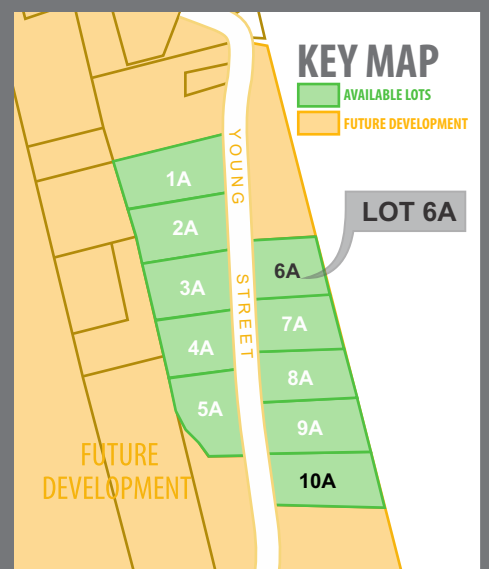 KEY MAP
AVAILABLE LOTS
FUTURE DEVELOPMENT
YOUNG STREET
LOT 6A
1A
2A
3A
4A
5A
6A
7A
8A
9A
10A
FUTURE
DEVELOPMENT